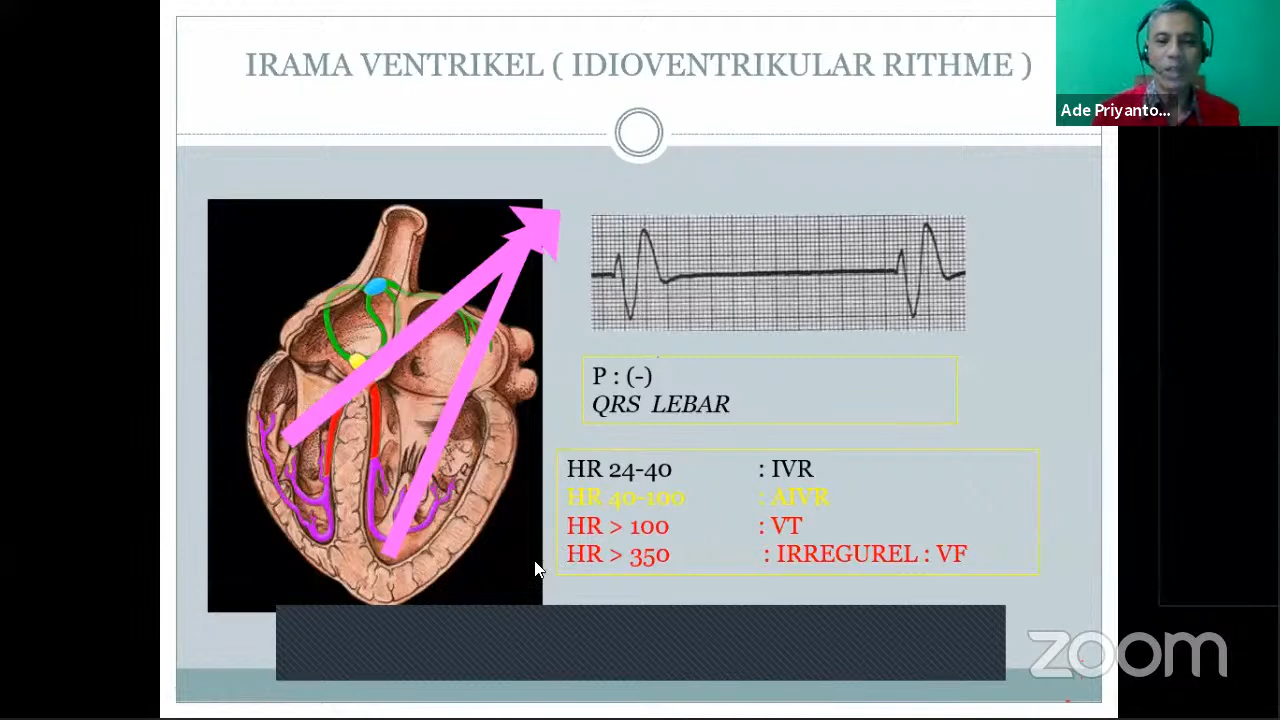 IRAMA VENTRIKEL ( IDIOVENTRIKULAR RITHME )
Ade Priyanto...
P : (-)
QRS LEBAR
HR 24-40 : IVR
HR 40-100 : AIVR
HR > 100 : VT
HR > 350 : IRREGUREL : VF
zoom